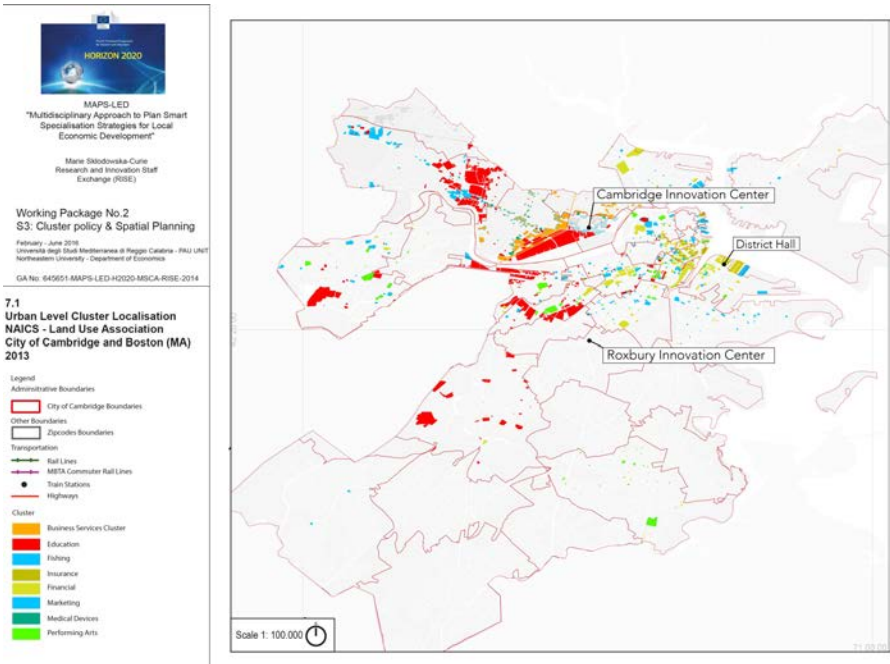 HORIZON 2020
MAPS-LED
"Multidisciplinary Approach to Plan Smart
Specialisation Strategies for Local
Economic Development"
Marie Sklodowska-Curie
Research and Innovation Staff
Exchange (RISE)
Working Package No.2
S3: Cluster policy & Spatial Planning
February - June 2016
Università degli Studi Mediterranea di Reggio Calabria - PAU UNIT
Northeastern University - Department of Economics
GA No: 645651-MAPS-LED-H2020-MSCA-RISE-2014
7.1
Urban Level Cluster Localisation
NAICS - Land Use Association
City of Cambridge and Boston (MA)
2013
Legend
Adminsitrative Boundaries
City of Cambridge Boundaries
Other Boundaries
Zipcodes Boundaries
Transportation
Rail Lines
MBTA Commuter Rail Lines
Train Stations
Highways
Cluster
Business Services Cluster
Education
Fishing
Insurance
Financial
Marketing
Medical Devices
Performing Arts
Cambridge Innovation Center
District Hall
Roxbury Innovation Center
Scale 1: 100.000